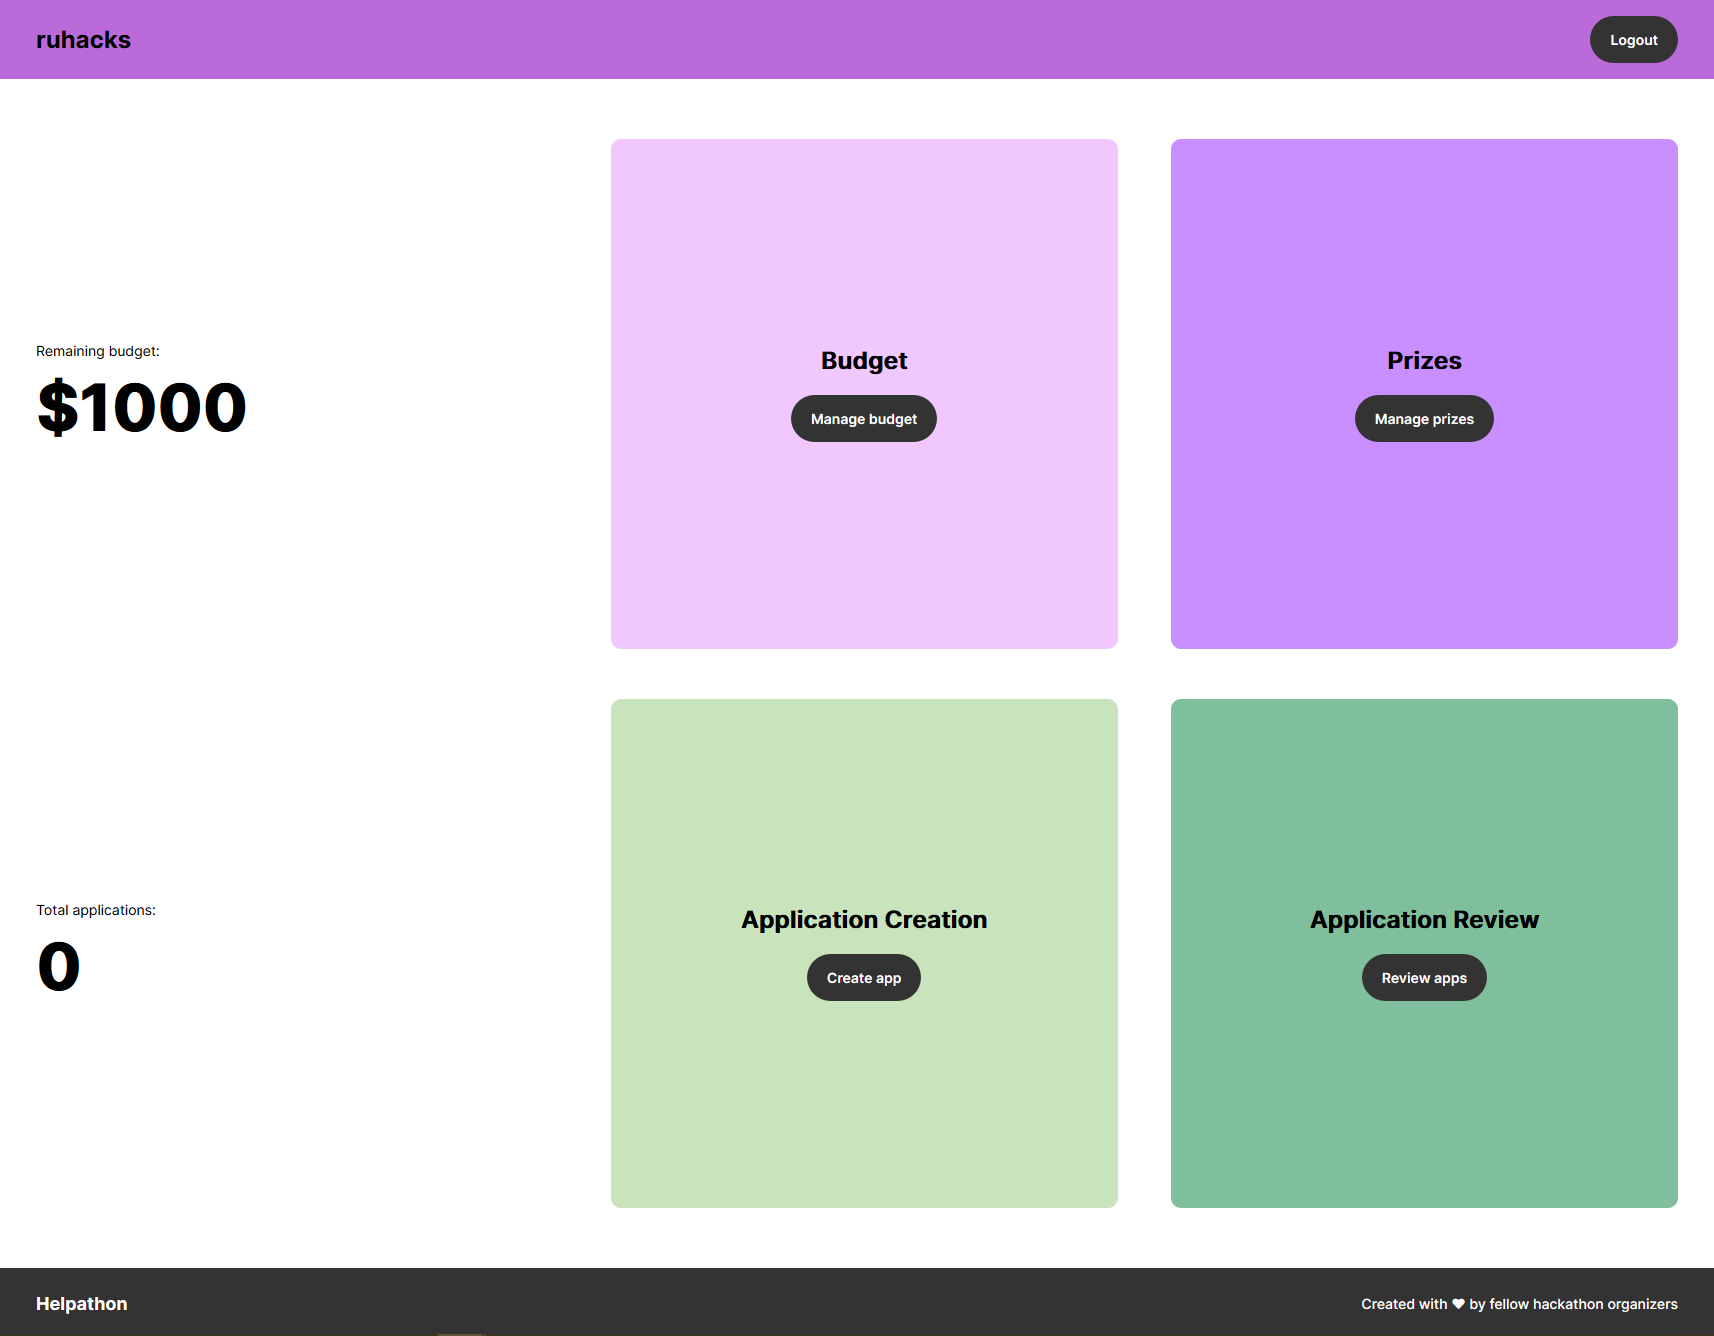 ruhacks
Logout
Remaining budget:
$1000
Budget
Manage budget
Prizes
Manage prizes
Total applications:
0
Application Creation
Create app
Application Review
Review apps
Helpathon
Created with ♥ by fellow hackathon organizers